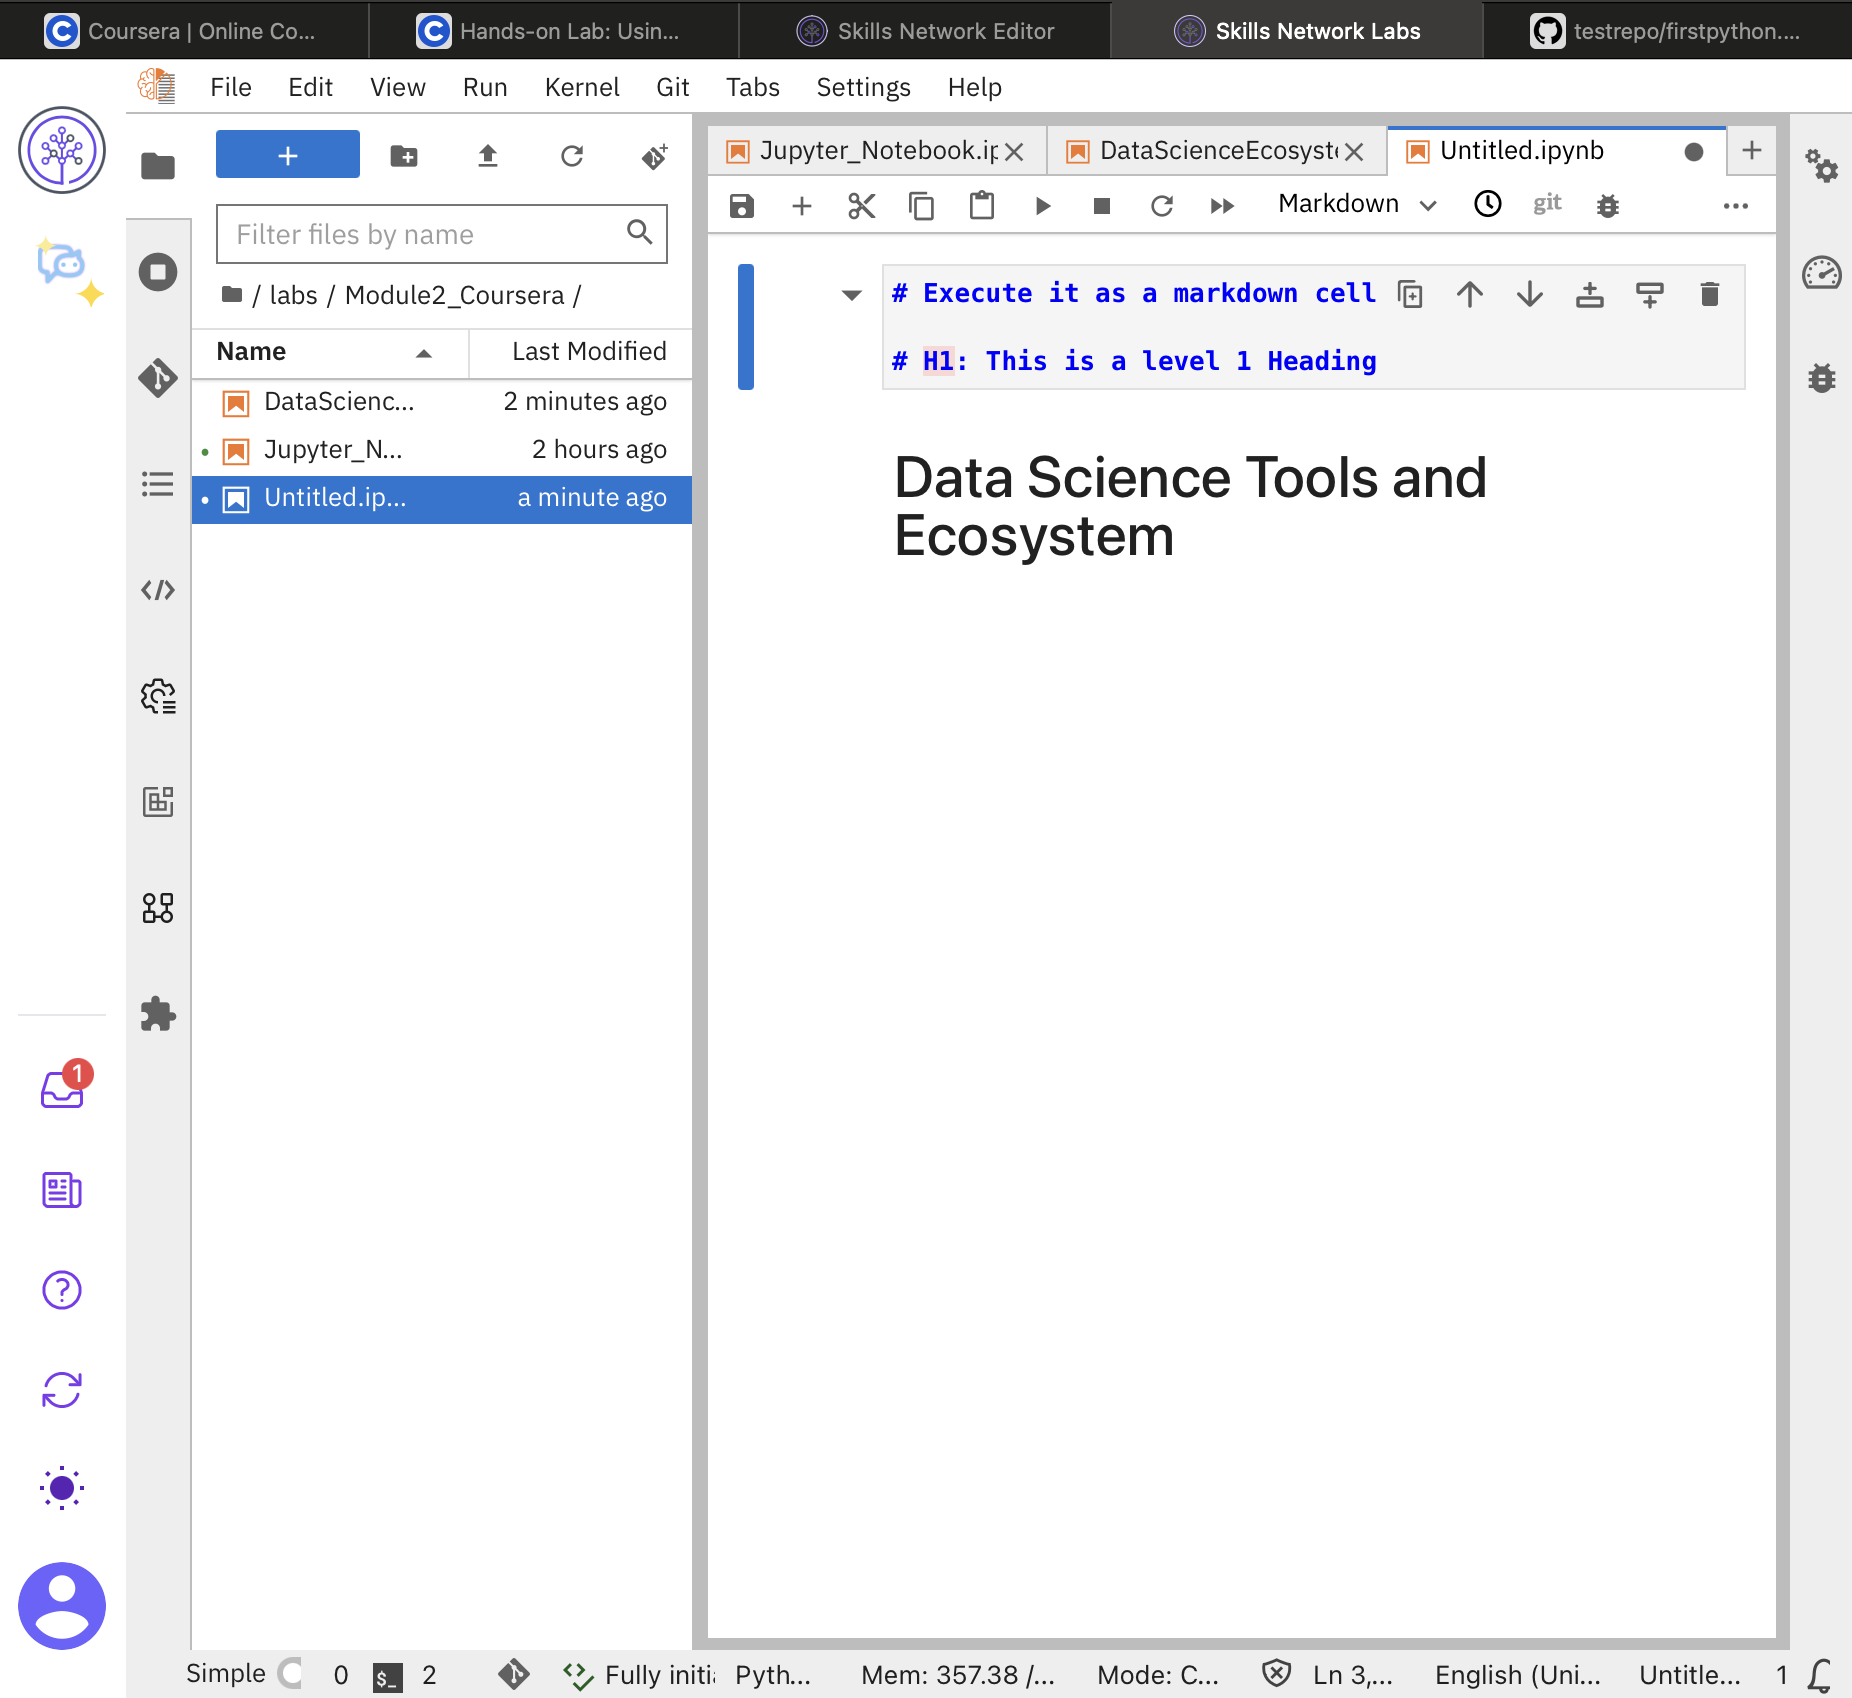 Coursera | Online Co...
Hands-on Lab: Usin...
Skills Network Editor
Skills Network Labs
testrepo/firstpython....
File Edit View Run Kernel Git Tabs Settings Help
Filter files by name
/ labs / Module2_Coursera /
Name Last Modified
DataScienc... 2 minutes ago
Jupyter_N... 2 hours ago
Untitled.ip... a minute ago
Jupyter_Notebook.ip
DataScienceEcosyste
Untitled.ipynb
Markdown
git
# Execute it as a markdown cell
# H1: This is a level 1 Heading
Data Science Tools and
Ecosystem
1
Simple 0 $_ 2 Fully initia Pyth... Mem: 357.38 /... Mode: C... Ln 3,... English (Uni... Untitle... 1